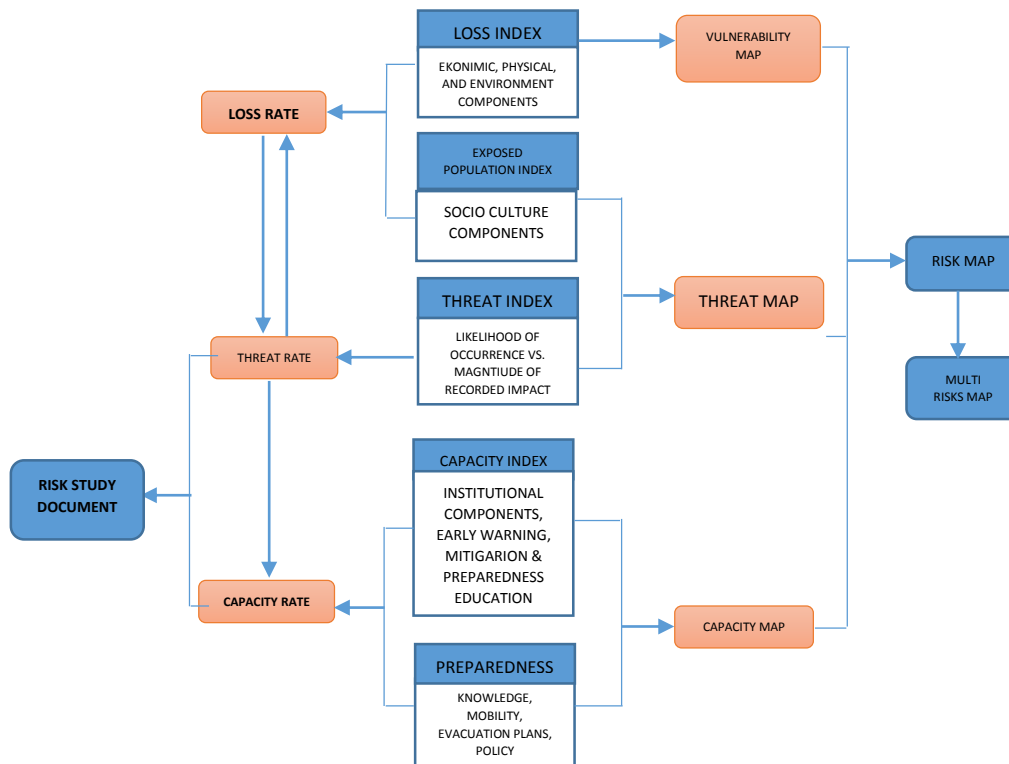 LOSS INDEX
EKONIMIC, PHYSICAL,
AND ENVIRONMENT
COMPONENTS
VULNERABILITY
MAP
LOSS RATE
EXPOSED
POPULATION INDEX
SOCIO CULTURE
COMPONENTS
RISK MAP
THREAT INDEX
LIKELIHOOD OF
OCCURRENCE VS.
MAGNTIUDE OF
RECORDED IMPACT
THREAT MAP
THREAT RATE
MULTI
RISKS MAP
CAPACITY INDEX
INSTITUTIONAL
COMPONENTS,
EARLY WARNING,
MITIGARION &
PREPAREDNESS
EDUCATION
RISK STUDY
DOCUMENT
CAPACITY RATE
CAPACITY MAP
PREPAREDNESS
KNOWLEDGE,
MOBILITY,
EVACUATION PLANS,
POLICY